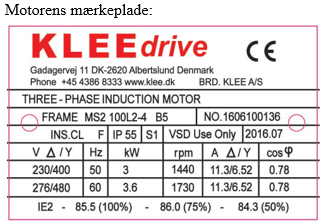 Motorens mærkeplade:
KLEE drive CE
Gadagervej 11 DK-2620 Albertslund Denmark
Phone +45 4386 8333 www.klee.dk BRD. KLEE A/S
THREE - PHASE INDUCTION MOTOR
FRAME MS2 100L2-4 B5 NO.1606100136
INS.CL F IP 55 S1 VSD Use Only 2016.07
V Δ / Y Hz kW rpm A Δ / Y cosφ
230/400 50 3 1440 11.3/6.52 0.78
276/480 60 3.6 1730 11.3/6.52 0.78
IE2 - 85.5 (100%) - 86.0 (75%) - 84.3 (50%)